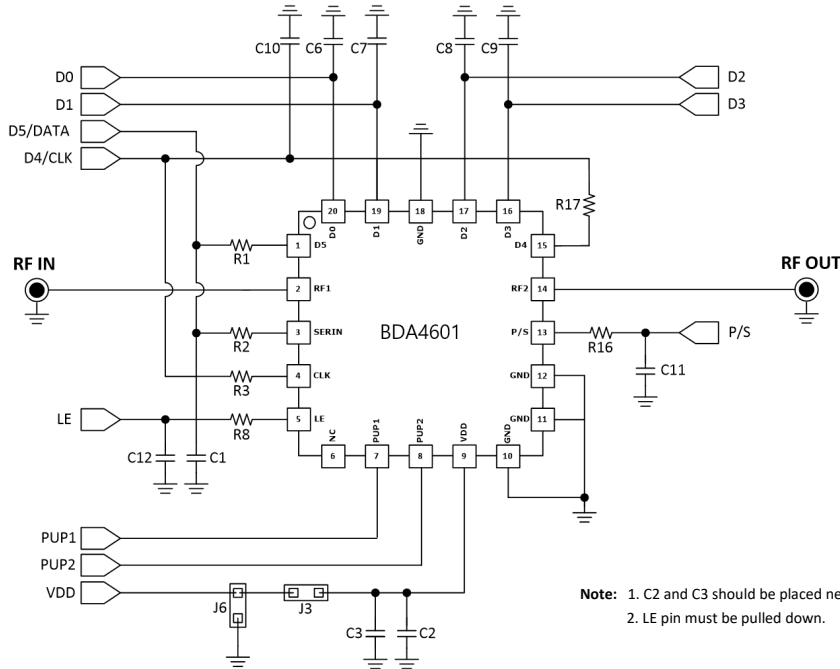 C10
C6
C7
C8
C9
D0
D2
D1
D3
D5/DATA
D4/CLK
R17
20
19
18
17
16
D0
D1
GND
D2
D3
1
D5
D4
15
R1
RF IN
RF OUT
2
RF1
RF2
14
3
SERIN
BDA4601
P/S
13
P/S
R2
R16
4
CLK
GND
12
C11
R3
LE
5
LE
GND
11
R8
NC
PUP1
PUP2
VDD
GND
6
7
8
9
10
C12
C1
PUP1
PUP2
VDD
J6
J3
C3
C2
Note: 1. C2 and C3 should be placed
2. LE pin must be pulled down.